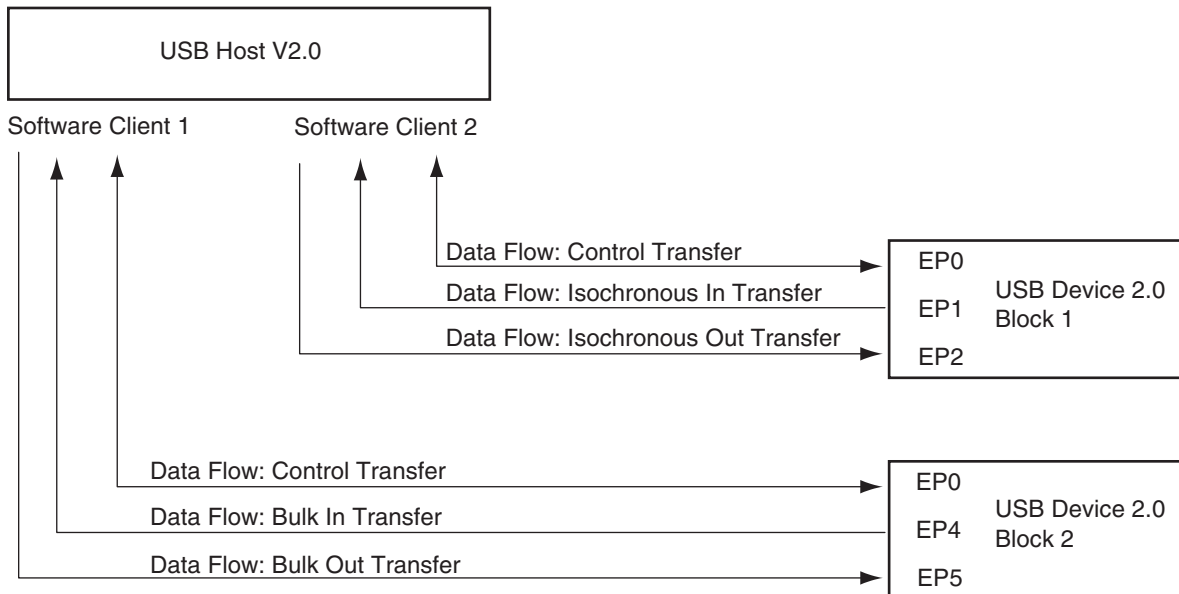 USB Host V2.0
Software Client 1
Software Client 2
Data Flow: Control Transfer
Data Flow: Isochronous In Transfer
Data Flow: Isochronous Out Transfer
EP0
EP1
EP2
USB Device 2.0
Block 1
Data Flow: Control Transfer
Data Flow: Bulk In Transfer
Data Flow: Bulk Out Transfer
EP0
EP4
EP5
USB Device 2.0
Block 2